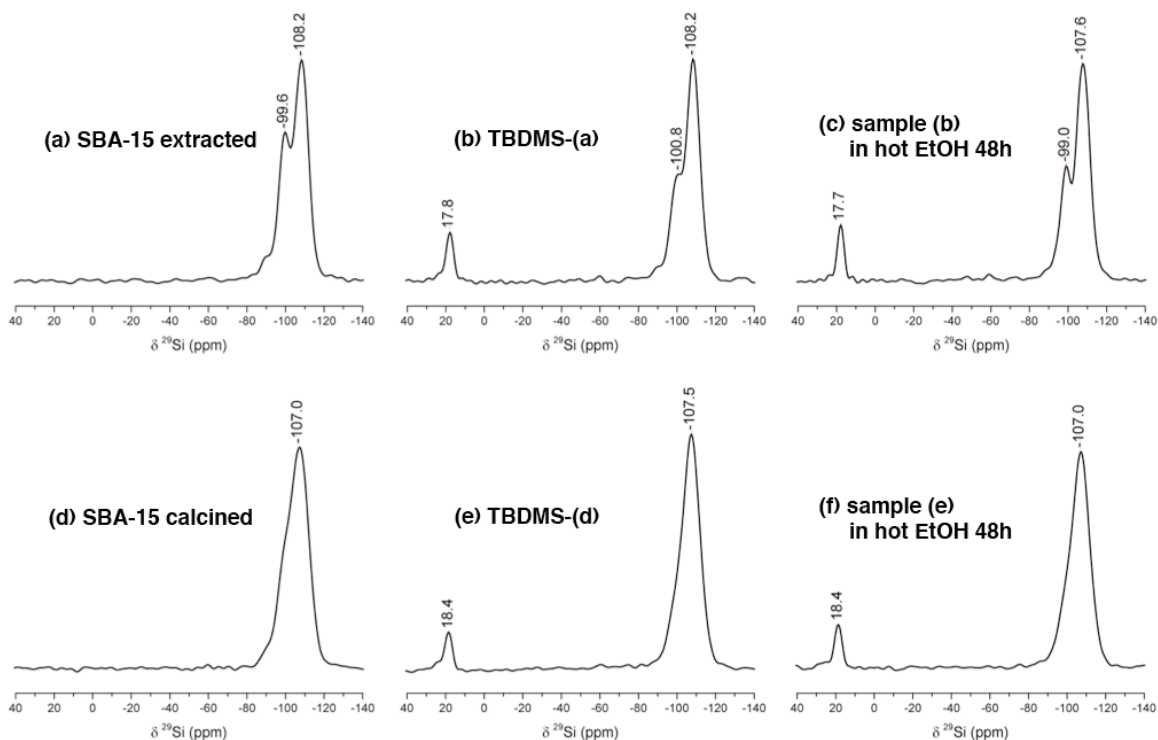 -99.6
-108.2
(a) SBA-15 extracted
40 20 0 -20 -40 -60 -80 -100 -120 -140
δ ²⁹Si (ppm)
17.8
-100.8
-108.2
(b) TBDMS-(a)
40 20 0 -20 -40 -60 -80 -100 -120 -140
δ ²⁹Si (ppm)
17.7
-99.0
-107.6
(c) sample (b)
in hot EtOH 48h
40 20 0 -20 -40 -60 -80 -100 -120 -140
δ ²⁹Si (ppm)
-107.0
(d) SBA-15 calcined
40 20 0 -20 -40 -60 -80 -100 -120 -140
δ ²⁹Si (ppm)
18.4
-107.5
(e) TBDMS-(d)
40 20 0 -20 -40 -60 -80 -100 -120 -140
δ ²⁹Si (ppm)
18.4
-107.0
(f) sample (e)
in hot EtOH 48h
40 20 0 -20 -40 -60 -80 -100 -120 -140
δ ²⁹Si (ppm)